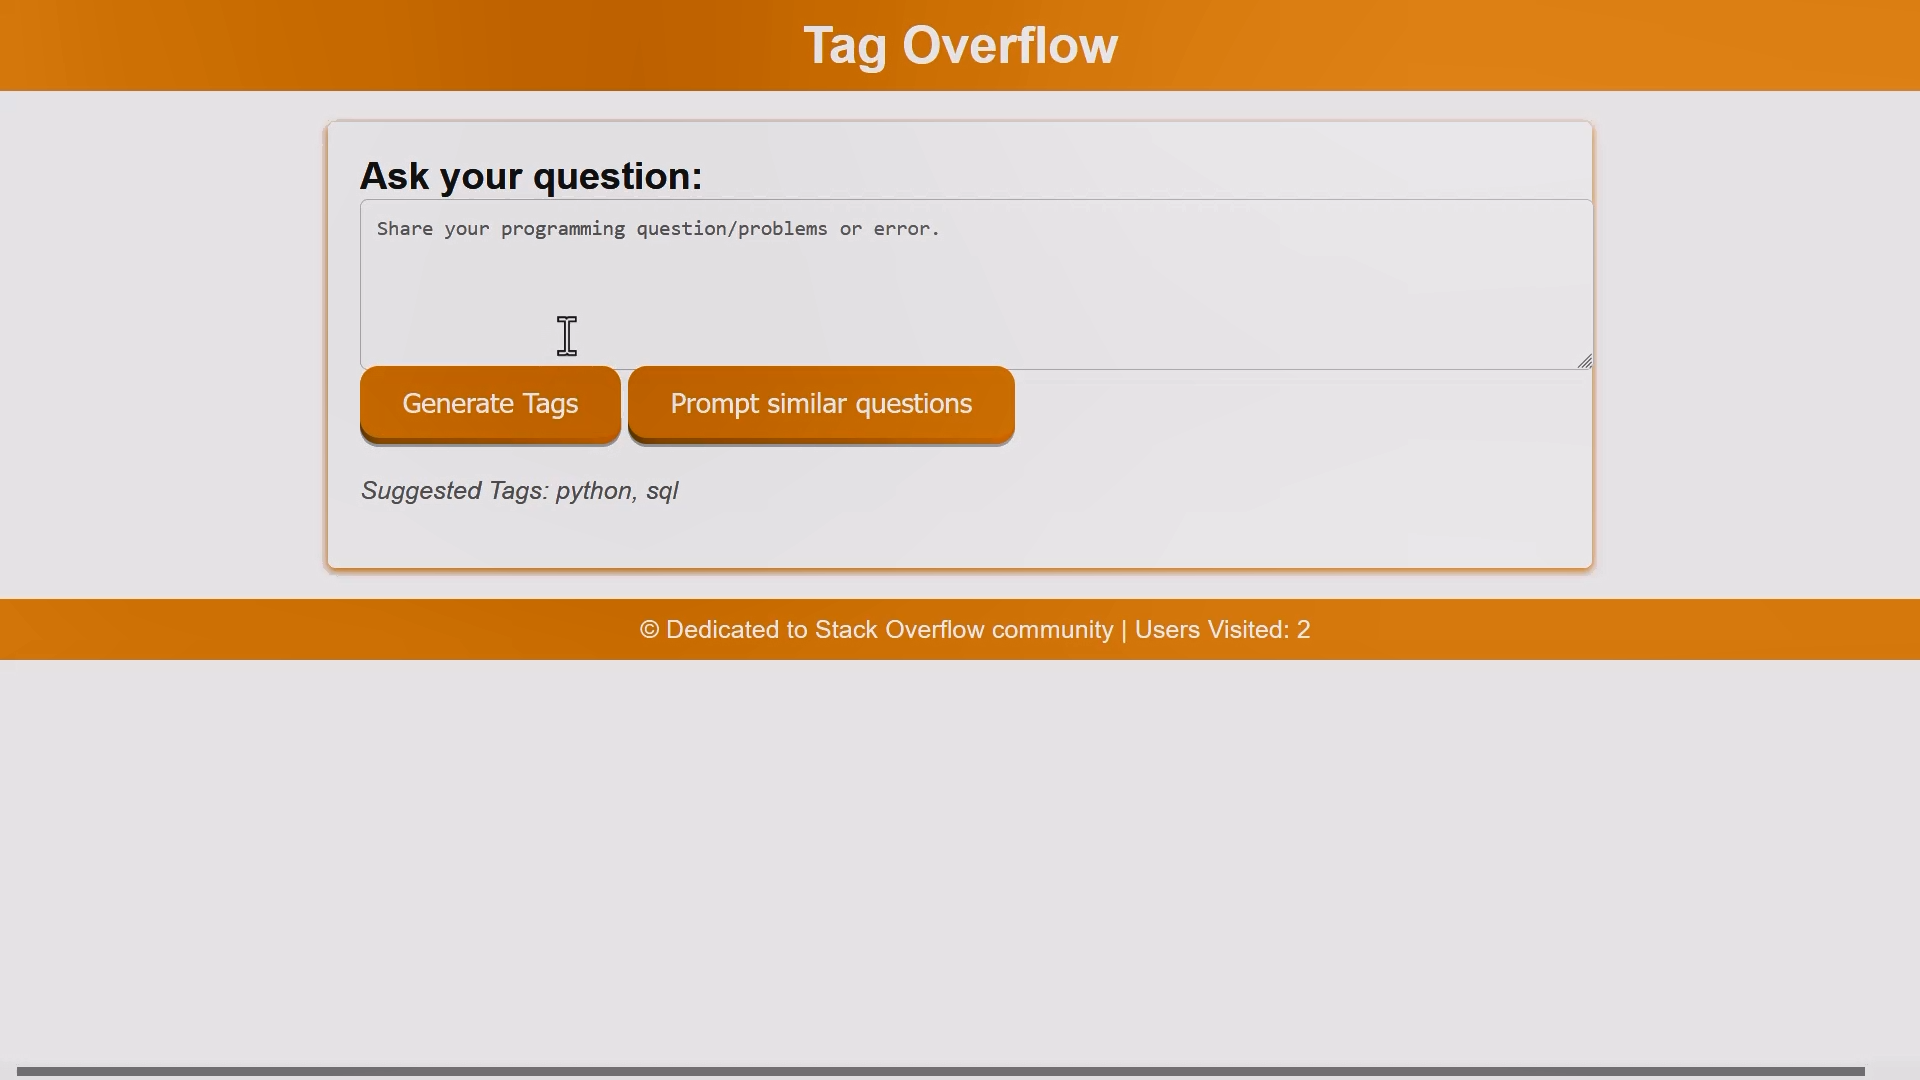 Tag Overflow
Ask your question:
Share your programming question/problems or error.
Generate Tags Prompt similar questions
Suggested Tags: python, sql
© Dedicated to Stack Overflow community | Users Visited: 2